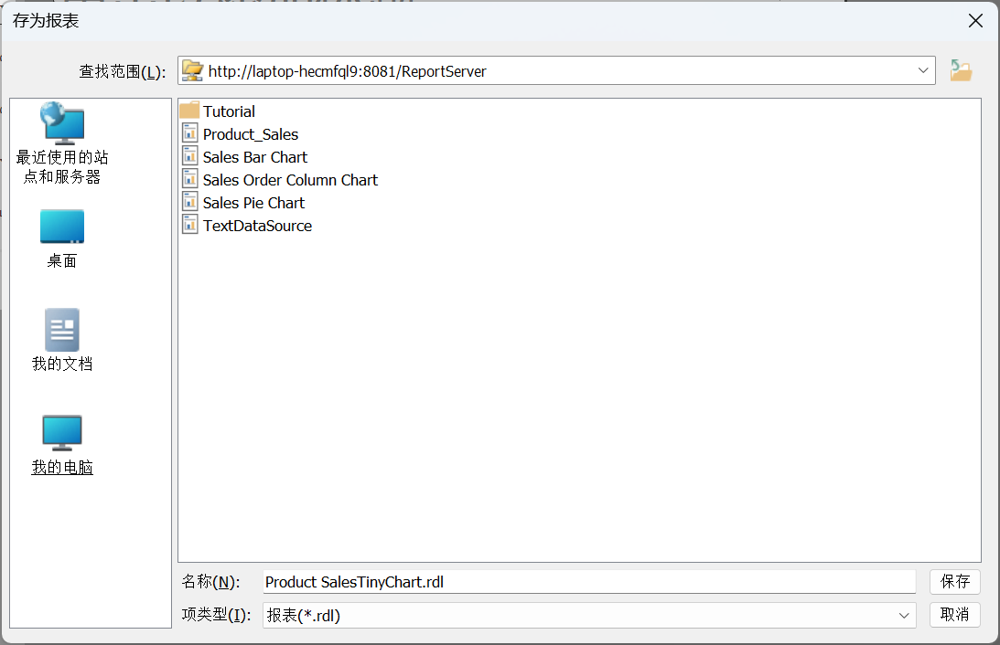 存为报表
查找范围(L):
http://laptop-hecmfql9:8081/ReportServer
最近使用的站
点和服务器
桌面
我的文档
我的电脑
Tutorial
Product_Sales
Sales Bar Chart
Sales Order Column Chart
Sales Pie Chart
TextDataSource
名称(N):
Product SalesTinyChart.rdl
保存
项类型(I):
报表(*.rdl)
取消